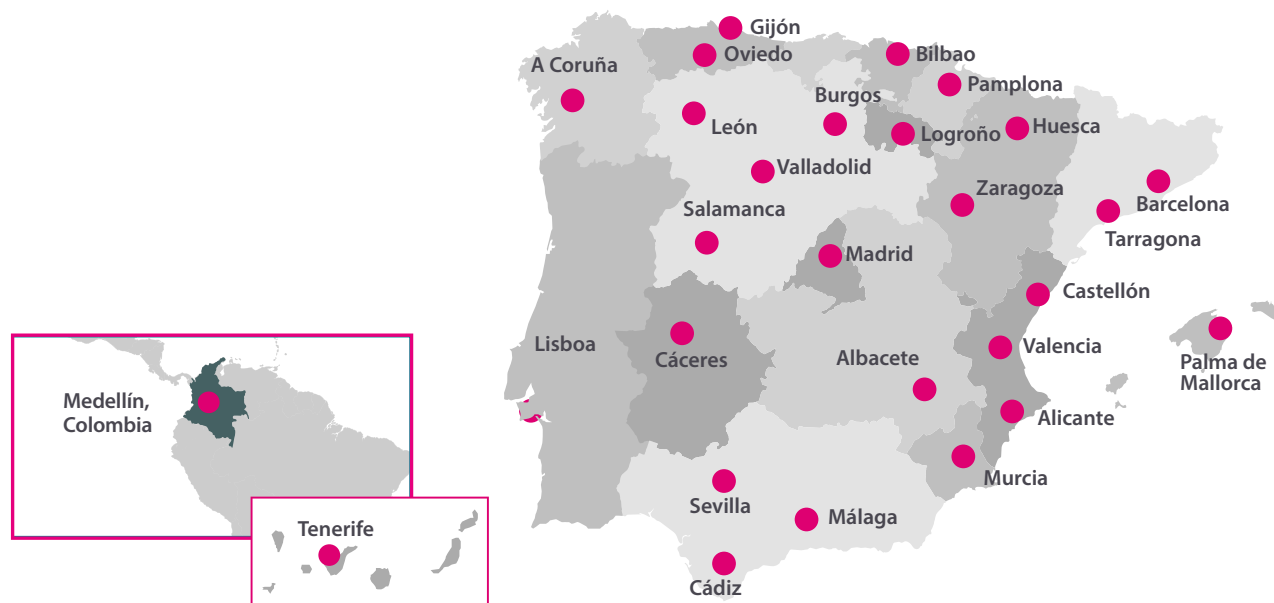 Gijón
Oviedo
Bilbao
A Coruña
Pamplona
Burgos
León
Logroño
Huesca
Valladolid
Zaragoza
Salamanca
Barcelona
Tarragona
Madrid
Castellón
Lisboa
Cáceres
Albacete
Valencia
Palma de
Mallorca
Medellín,
Colombia
Alicante
Murcia
Sevilla
Málaga
Tenerife
Cádiz